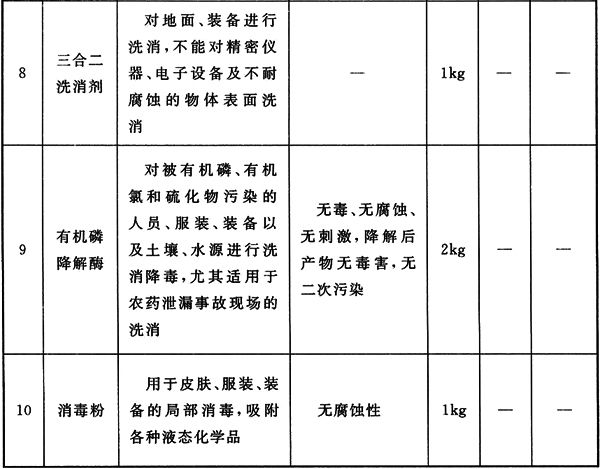 8
三合二
洗消剂
对地面、装备进行
洗消,不能对精密仪
器、电子设备及不耐
腐蚀的物体表面洗
消
—
1kg
—
—
9
有机磷
降解酶
对被有机磷、有机
氯和硫化物污染的
人员、服装、装备以
及土壤、水源进行洗
消降毒,尤其适用于
农药泄漏事故现场的
洗消
无毒、无腐蚀、
无刺激,降解后
产物无毒害,无
二次污染
2kg
—
—
10
消毒粉
用于皮肤、服装、装
备的局部消毒,吸附
各种液态化学品
无腐蚀性
1kg
—
—